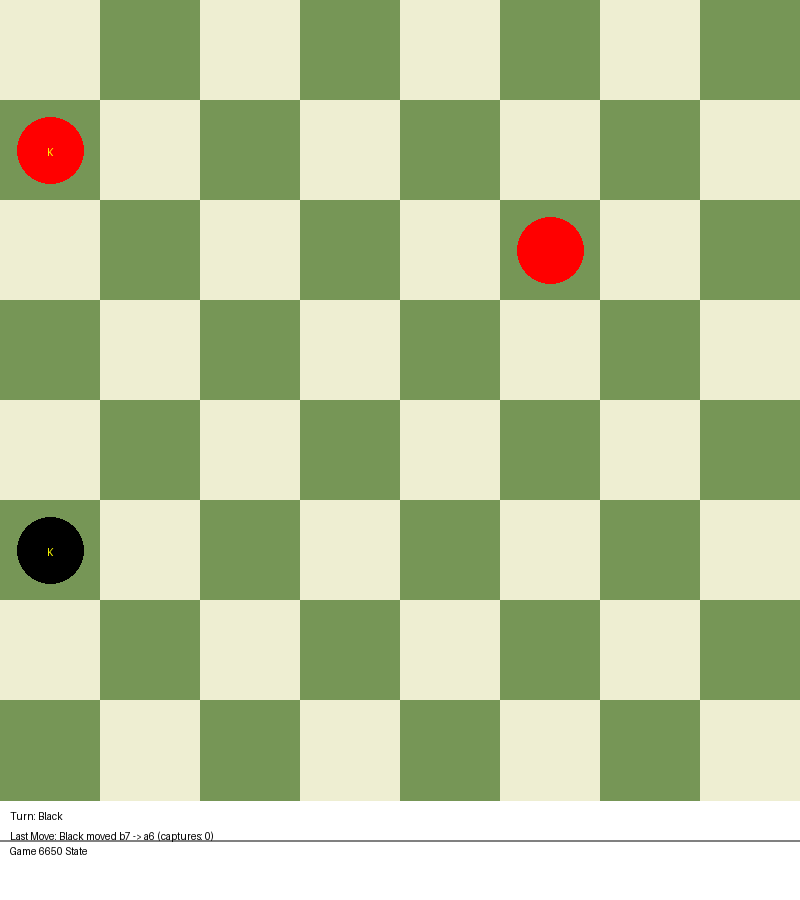 K
K
Turn: Black
Last Move: Black moved b7 -> a6 (captures: 0)
Game 6650 State